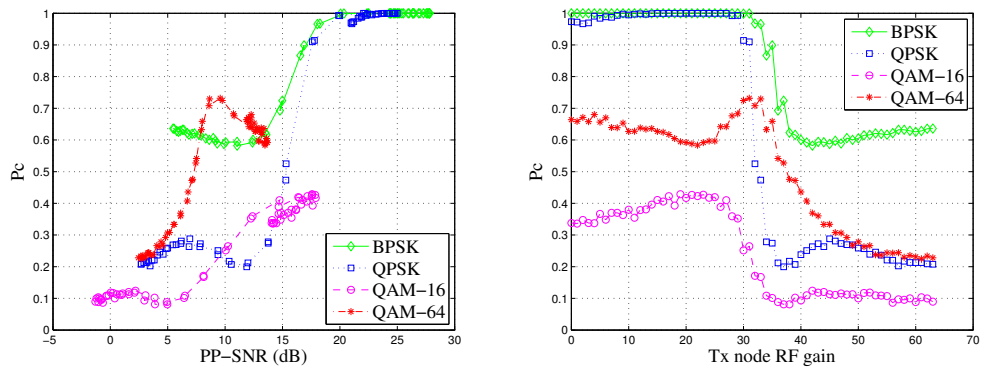 1
0.9
0.8
0.7
0.6
0.5
0.4
0.3
0.2
0.1
0
Pc
-5 0 5 10 15 20 25 30
PP-SNR (dB)
BPSK
QPSK
QAM-16
QAM-64
1
0.9
0.8
0.7
0.6
0.5
0.4
0.3
0.2
0.1
0
Pc
0 10 20 30 40 50 60 70
Tx node RF gain
BPSK
QPSK
QAM-16
QAM-64